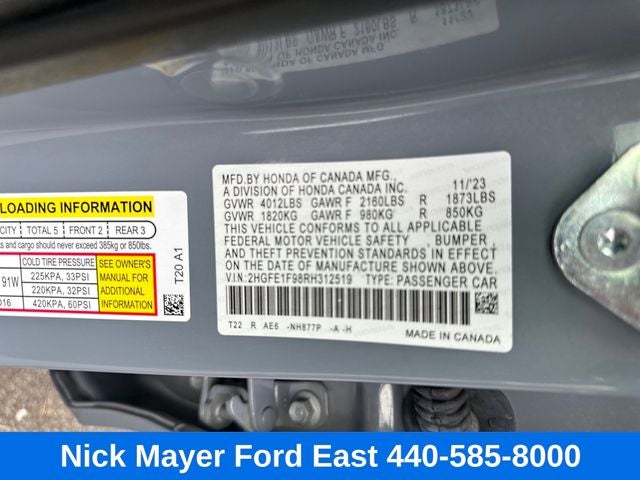 LOADING INFORMATION
CITY TOTAL 5 FRONT 2 REAR 3
and cargo should never exceed 385kg or 850lbs.
COLD TIRE PRESSURE
91W 225KPA, 33PSI
220KPA, 32PSI
016 420KPA, 60PSI
SEE OWNER'S
MANUAL FOR
ADDITIONAL
INFORMATION
T20 A1
MFD.BY HONDA OF CANADA MFG.,
A DIVISION OF HONDA CANADA INC. 11/'23
GVWR 4012LBS GAWR F 2160LBS R 1873LBS
GVWR 1820KG GAWR F 980KG R 850KG
THIS VEHICLE CONFORMS TO ALL APPLICABLE
FEDERAL MOTOR VEHICLE SAFETY, BUMPER,
AND THEFT PREVENTION STANDARDS IN EFFECT
ON THE DATE OF MANUFACTURE SHOWN ABOVE.
V.I.N:2HGFE1F98RH312519 TYPE: PASSENGER CAR
T22 R AE6 -NH877P -A -H
MADE IN CANADA
Nick Mayer Ford East 440-585-8000